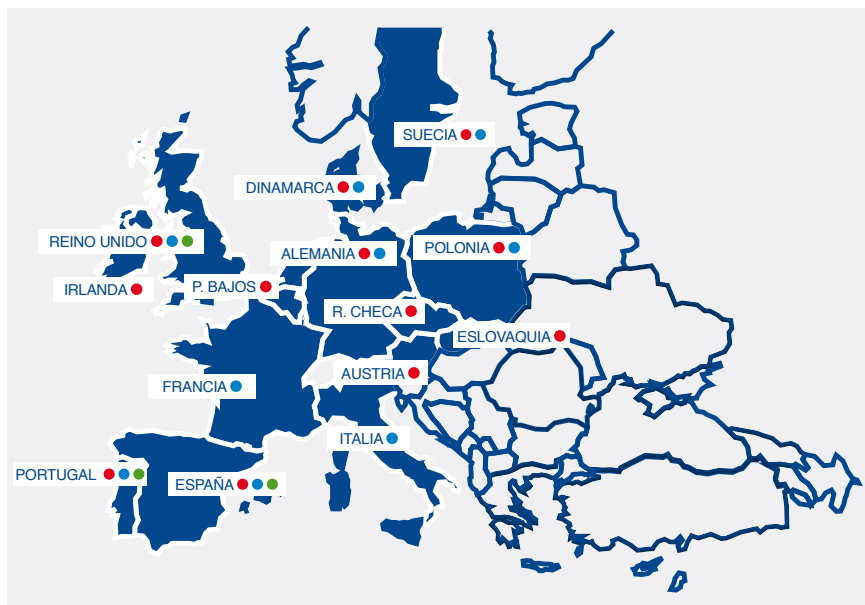 SUECIA
DINAMARCA
REINO UNIDO
ALEMANIA
POLONIA
IRLANDA
P. BAJOS
R. CHECA
ESLOVAQUIA
AUSTRIA
FRANCIA
ITALIA
PORTUGAL
ESPAÑA